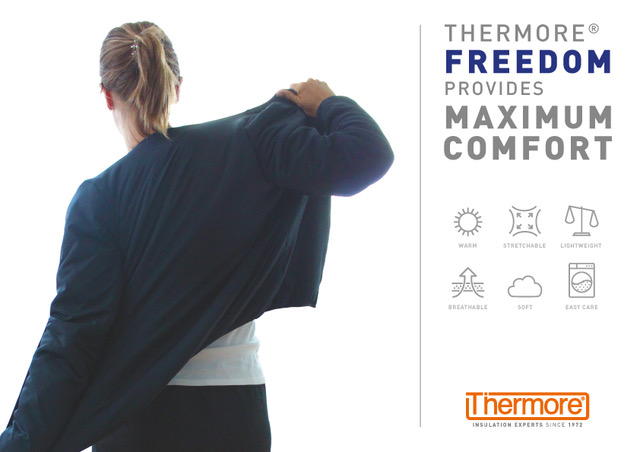 THERMORE®
FREEDOM
PROVIDES
MAXIMUM
COMFORT
WARM STRETCHABLE LIGHTWEIGHT
BREATHABLE SOFT EASY CARE
Thermore®
INSULATION EXPERTS SINCE 1972